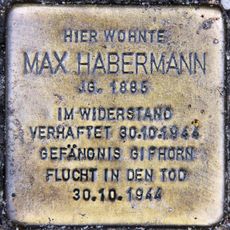 HIER WOHNTE
MAX HABERMANN
JG. 1885
IM WIDERSTAND
VERHAFTET 30.10.1944
GEFÄNGNIS GIFHORN
FLUCHT IN DEN TOD
30.10.1944